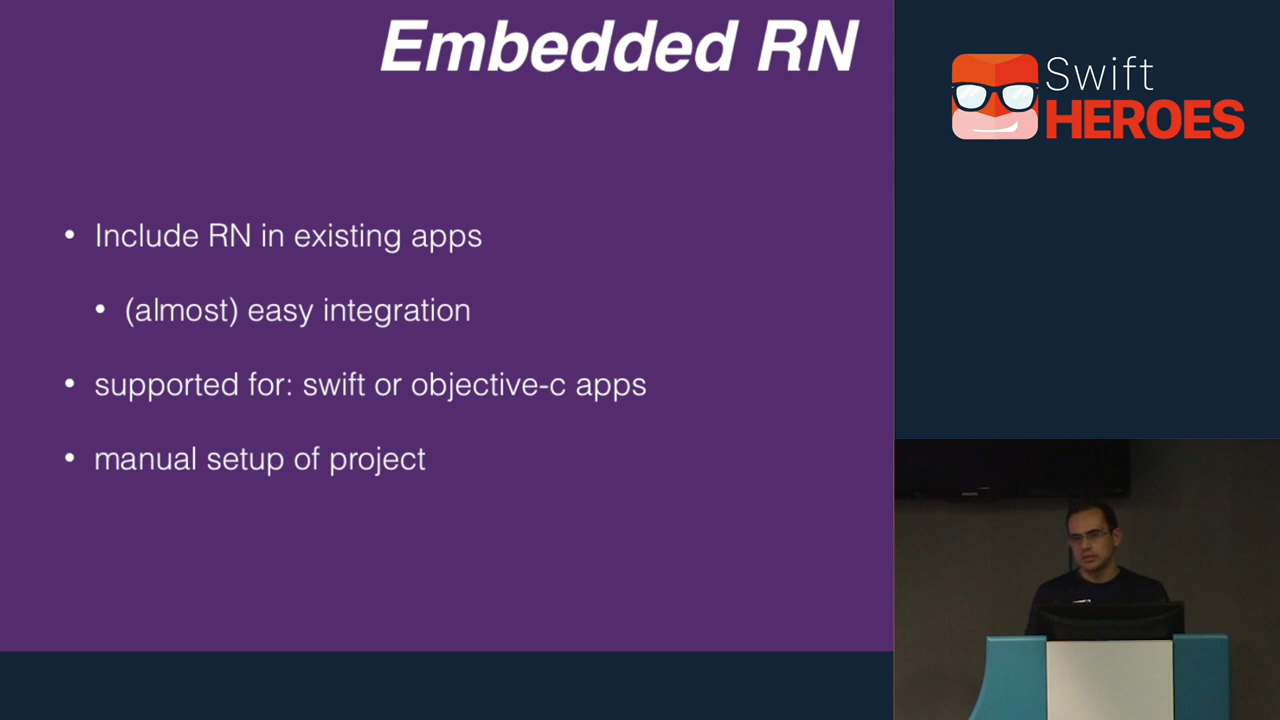 Embedded RN
• Include RN in existing apps
• (almost) easy integration
• supported for: swift or objective-c apps
• manual setup of project
Swift
HEROES